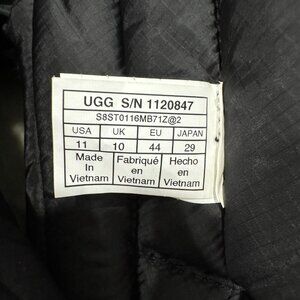 UGG S/N 1120847
S8ST0116MB71Z@2
USA UK EU JAPAN
11 10 44 29
Made Fabriqué Hecho
In en en
Vietnam Vietnam Vietnam